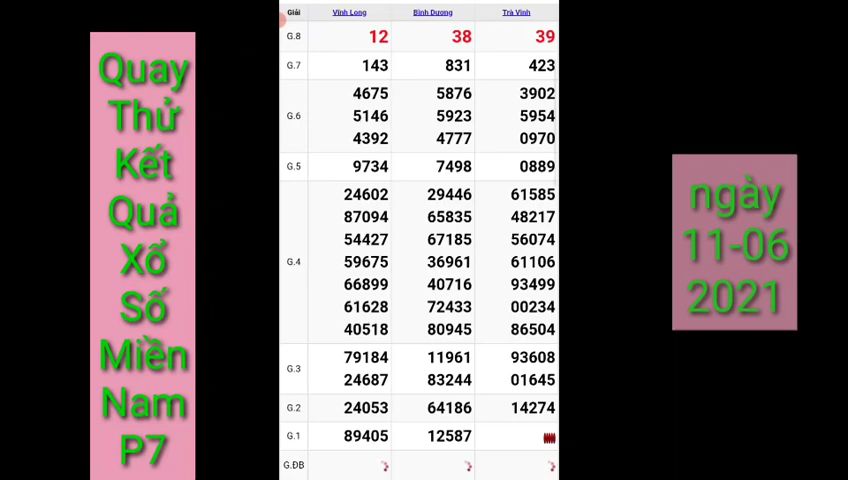 Quay
Thử
Kết
Quả
Xổ
Số
Miền
Nam
P7
Giải Vĩnh Long Bình Dương Trà Vinh
G.8 12 38 39
G.7 143 831 423
4675 5876 3902
G.6 5146 5923 5954
4392 4777 0970
G.5 9734 7498 0889
24602 29446 61585
87094 65835 48217
54427 67185 56074
G.4 59675 36961 61106
66899 40716 93499
61628 72433 00234
40518 80945 86504
G.3 79184 11961 93608
24687 83244 01645
G.2 24053 64186 14274
G.1 89405 12587
G.ĐB
ngày
11-06
2021